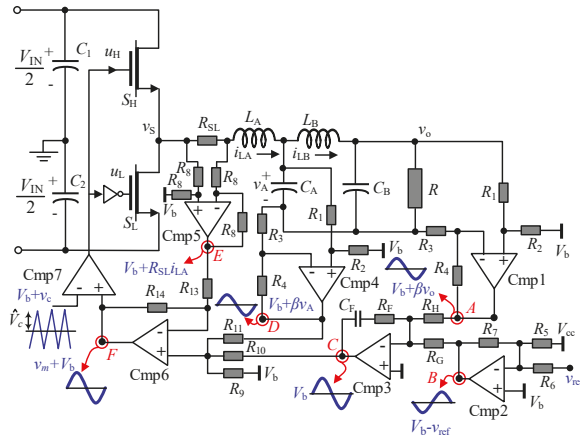 V_IN/2
+
-
C_1
u_H
S_H
V_IN/2
+
-
C_2
u_L
S_L
v_S
R_SL
L_A
i_LA
L_B
i_LB
v_o
R_8
R_8
R_8
R_8
V_b
+
-
Cmp5
E
V_b+R_SL i_LA
v_A
+
-
C_A
C_B
R
R_1
R_1
R_2
V_b
R_3
R_4
-
+
Cmp4
R_2
V_b
R_3
R_4
-
+
Cmp1
A
V_b+βv_o
D
V_b+βv_A
Cmp7
-
+
V_b+v_c
V̂_c
R_14
R_13
F
v_m+V_b
-
+
Cmp6
R_11
R_10
R_9
V_b
C
V_b
C_F
R_F
R_H
R_G
-
+
Cmp3
R_7
R_5
V_cc
R_6
v_re
B
V_b-v_ref
-
+
Cmp2
V_b